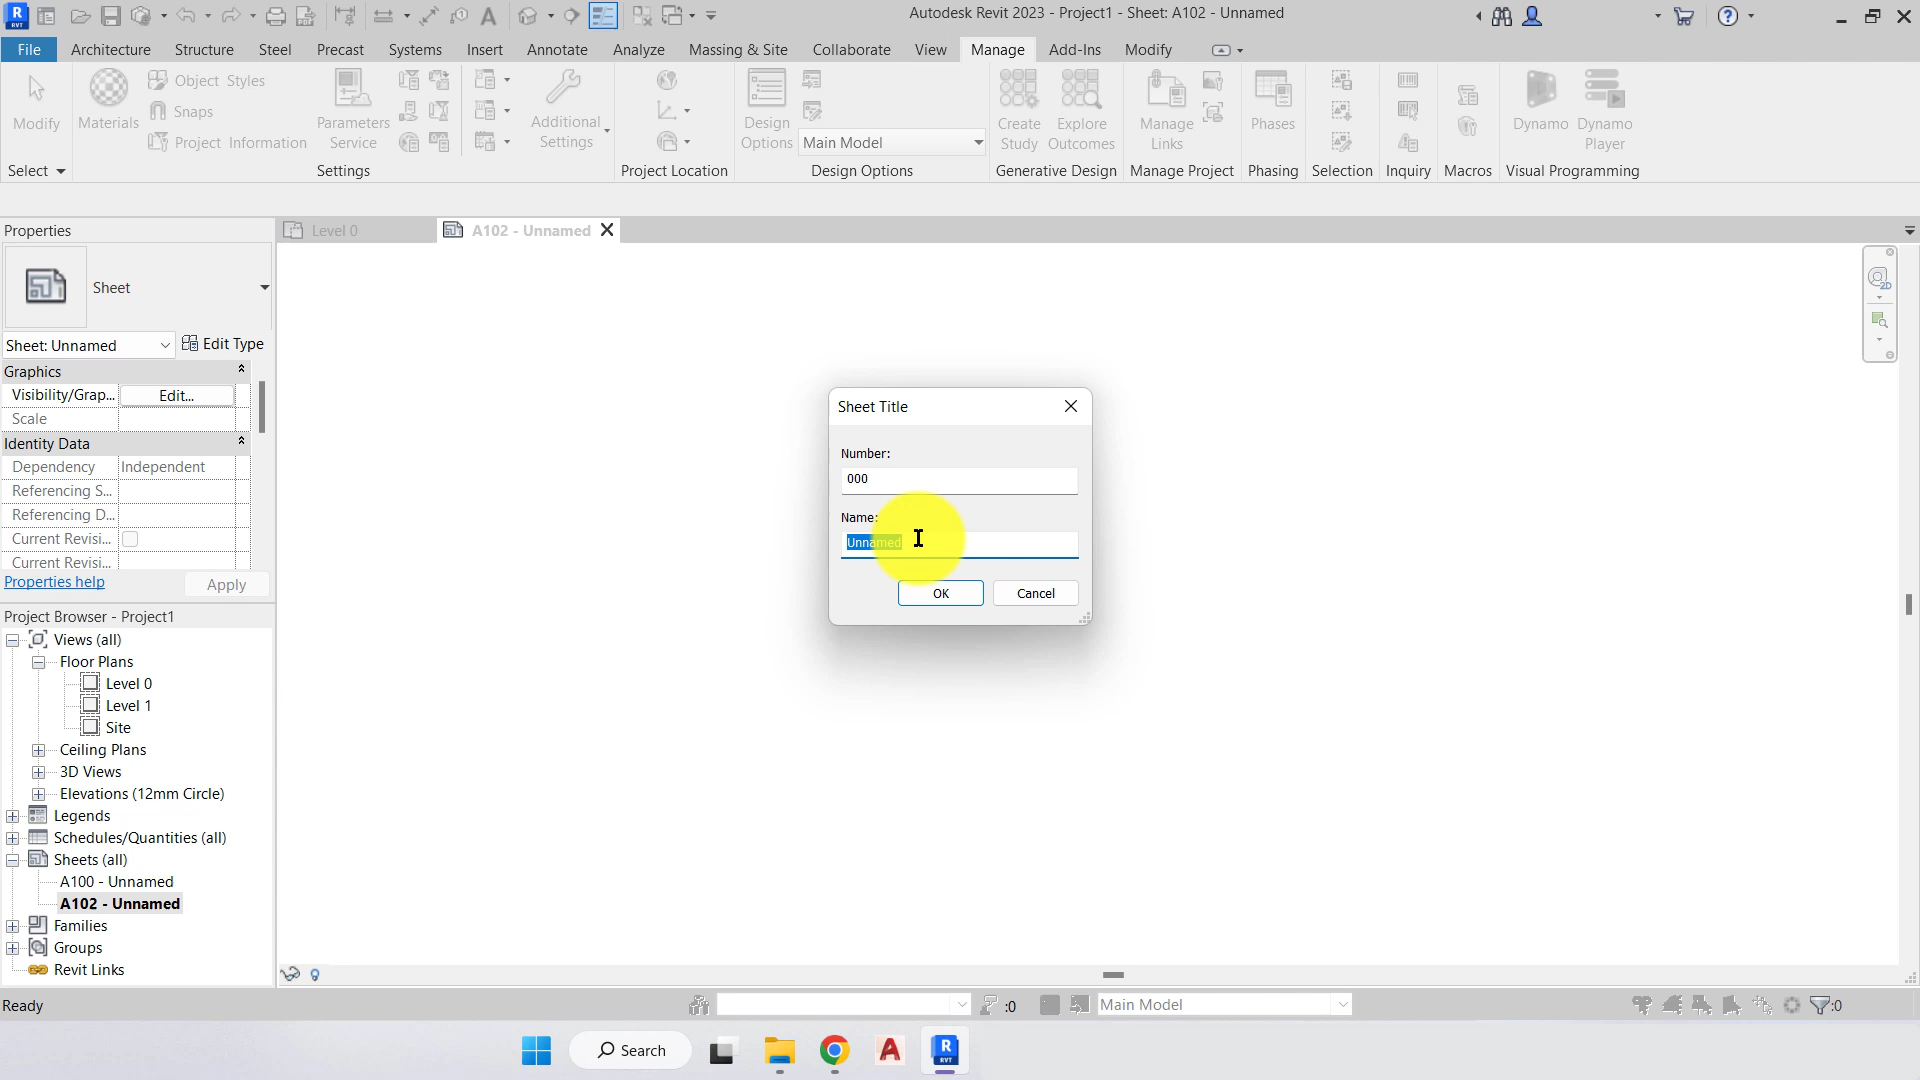 Autodesk Revit 2023 - Project1 - Sheet: A102 - Unnamed
File Architecture Structure Steel Precast Systems Insert Annotate Analyze Massing & Site Collaborate View Manage Add-Ins Modify
Modify
Materials
Object Styles
Snaps
Project Information
Parameters
Service
Additional
Settings
Design
Options
Main Model
Create
Study
Explore
Outcomes
Manage
Links
Phases
Dynamo
Dynamo
Player
Select Settings Project Location Design Options Generative Design Manage Project Phasing Selection Inquiry Macros Visual Programming
Properties
Level 0
A102 - Unnamed
Sheet
Sheet: Unnamed
Edit Type
Graphics
Visibility/Grap... Edit...
Scale
Identity Data
Dependency Independent
Referencing S...
Referencing D...
Current Revisi...
Current Revisi...
Properties help
Apply
Sheet Title
Number:
000
Name:
Unnamed
OK
Cancel
2D
Project Browser - Project1
Views (all)
Floor Plans
Level 0
Level 1
Site
Ceiling Plans
3D Views
Elevations (12mm Circle)
Legends
Schedules/Quantities (all)
Sheets (all)
A100 - Unnamed
A102 - Unnamed
Families
Groups
Revit Links
Ready
:0
Main Model
:0
Search
A
R
RVT